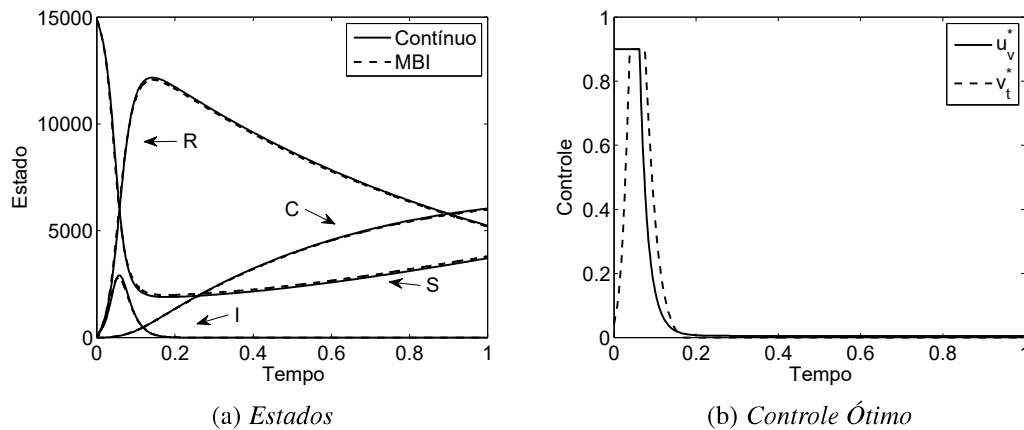 15000
10000
5000
0
Estado
Contínuo
MBI
R
C
S
I
0 0.2 0.4 0.6 0.8 1
Tempo
(a) Estados
1
0.8
0.6
0.4
0.2
0
Controle
u*v
v*t
0 0.2 0.4 0.6 0.8 1
Tempo
(b) Controle Ótimo